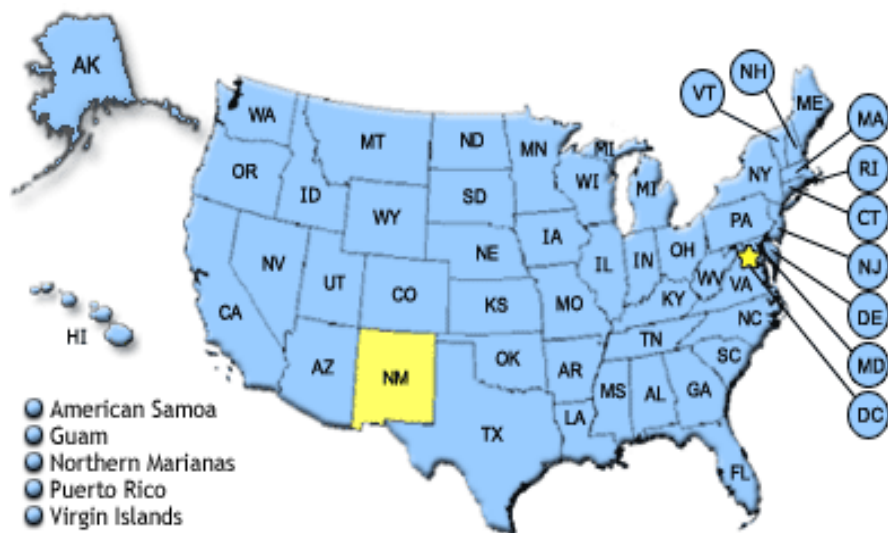 AK
WA
MT
ND
MN
MI
VT
NH
ME
MA
OR
ID
SD
WI
MI
NY
RI
WY
CT
IA
PA
NE
NV
UT
CO
IL
IN
OH
WV
VA
NJ
CA
KS
MO
KY
DE
HI
NC
AZ
NM
OK
AR
TN
SC
MD
MS
AL
GA
DC
TX
LA
FL
American Samoa
Guam
Northern Marianas
Puerto Rico
Virgin Islands